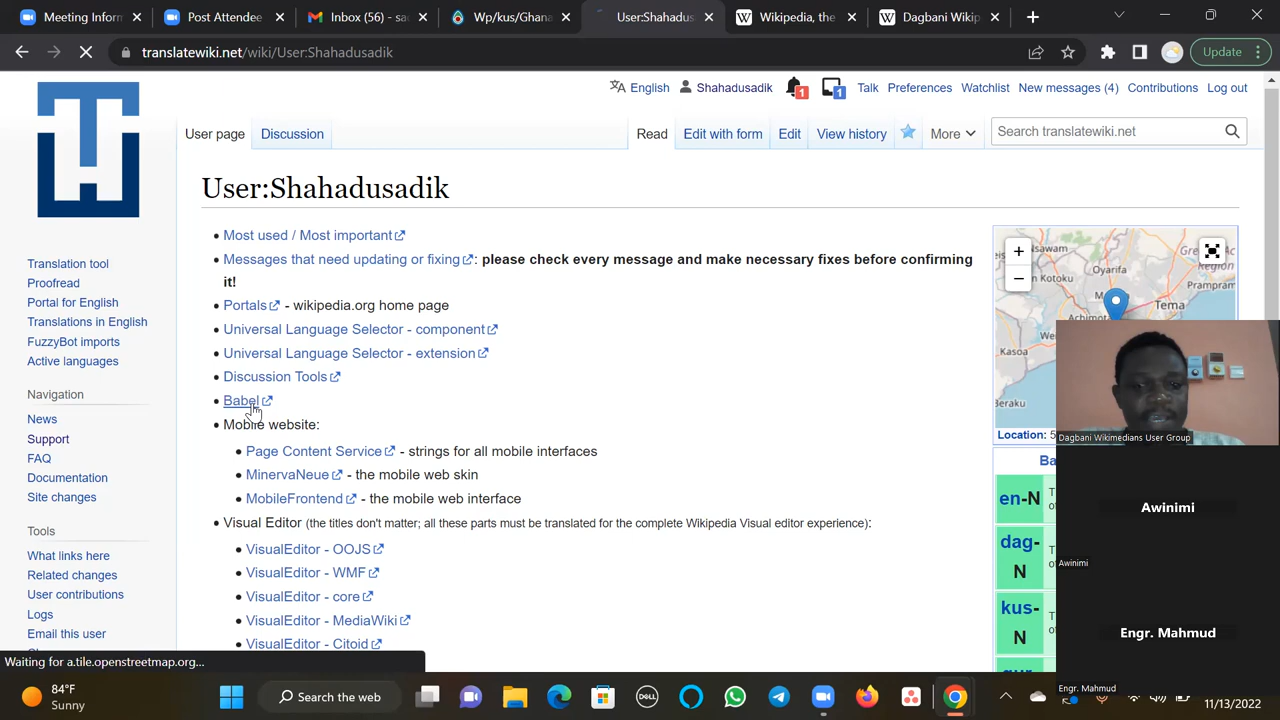 Meeting Inform
Post Attendee
Inbox (56) - sa
Wp/kus/Ghana
User:Shahadus
Wikipedia, the
Dagbani Wikip
translatewiki.net/wiki/User:Shahadusadik
Update
English
Shahadusadik
1
1
Talk
Preferences
Watchlist
New messages (4)
Contributions
Log out
User page
Discussion
Read
Edit with form
Edit
View history
More
Search translatewiki.net
User:Shahadusadik
Translation tool
Proofread
Portal for English
Translations in English
FuzzyBot imports
Active languages
Navigation
News
Support
FAQ
Documentation
Site changes
Tools
What links here
Related changes
User contributions
Logs
Email this user
• Most used / Most important
• Messages that need updating or fixing: please check every message and make necessary fixes before confirming
it!
• Portals - wikipedia.org home page
• Universal Language Selector - component
• Universal Language Selector - extension
• Discussion Tools
• Babel
• Mobile website:
• Page Content Service - strings for all mobile interfaces
• MinervaNeue - the mobile web skin
• MobileFrontend - the mobile web interface
• Visual Editor (the titles don't matter; all these parts must be translated for the complete Wikipedia Visual editor experience):
• VisualEditor - OOJS
• VisualEditor - WMF
• VisualEditor - core
• VisualEditor - MediaWiki
• VisualEditor - Citoid
+
−
Nsawam
Oyarifa
Prampram
Tema
Achimota
Kasoa
Beraku
Location: 5
Ba
en-N
dag-
N
kus-
N
Dagbani Wikimedians User Group
Awinimi
Awinimi
Engr. Mahmud
Engr. Mahmud
Waiting for a.tile.openstreetmap.org...
84°F
Sunny
Search the web
DELL
11/13/2022